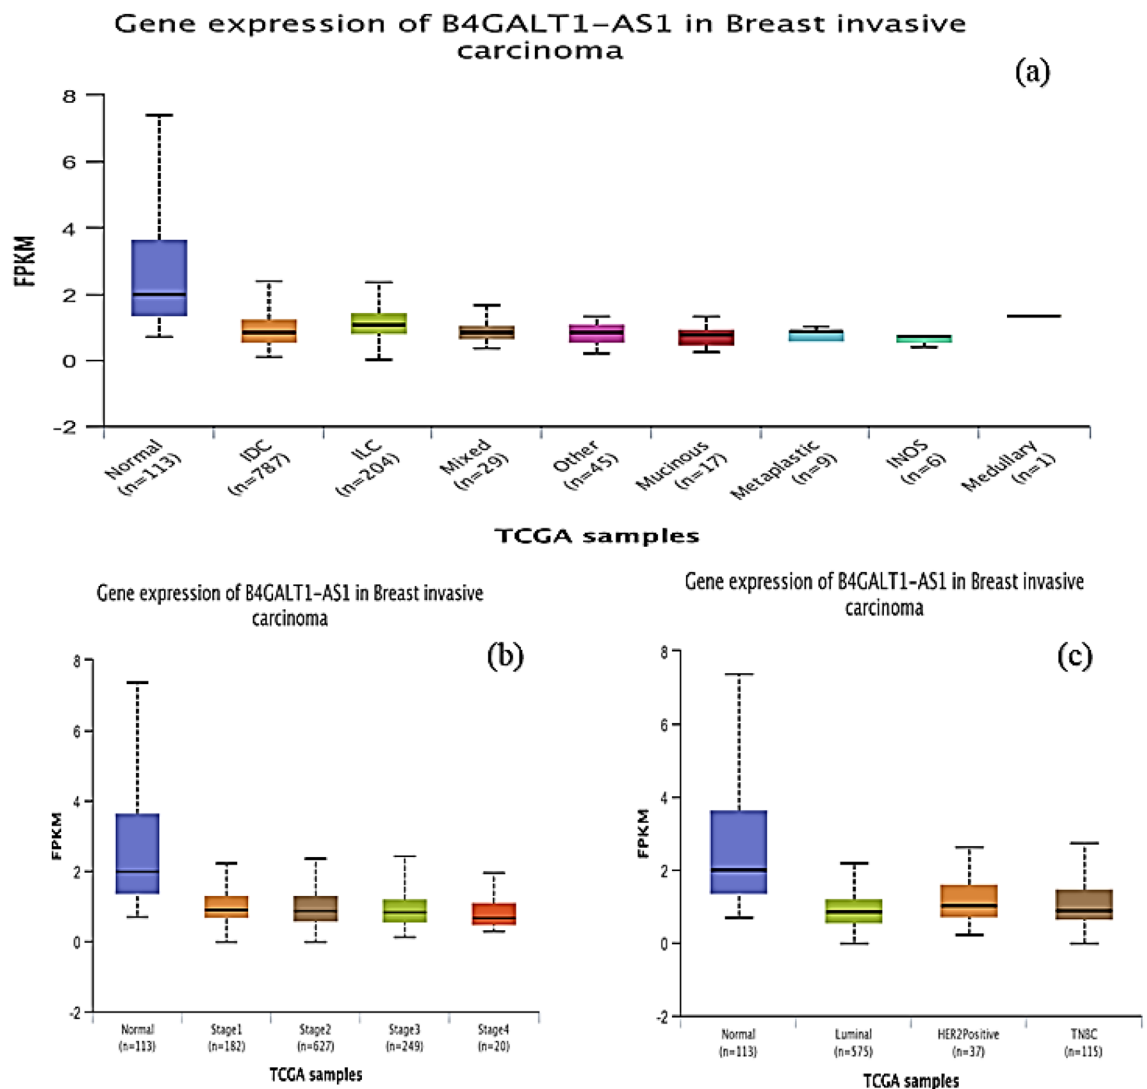 Gene expression of B4GALT1-AS1 in Breast invasive
carcinoma
(a)
8
6
4
2
0
-2
FPKM
Normal
(n=113)
IDC
(n=787)
ILC
(n=204)
Mixed
(n=29)
Other
(n=45)
Mucinous
(n=17)
Metaplastic
(n=9)
INOS
(n=6)
Medullary
(n=1)
TCGA samples
Gene expression of B4GALT1-AS1 in Breast invasive
carcinoma
(b)
8
6
4
2
0
-2
FPKM
Normal
(n=113)
Stage1
(n=182)
Stage2
(n=627)
Stage3
(n=249)
Stage4
(n=20)
TCGA samples
Gene expression of B4GALT1-AS1 in Breast invasive
carcinoma
(c)
8
6
4
2
0
-2
FPKM
Normal
(n=113)
Luminal
(n=575)
HER2Positive
(n=37)
TNBC
(n=115)
TCGA samples